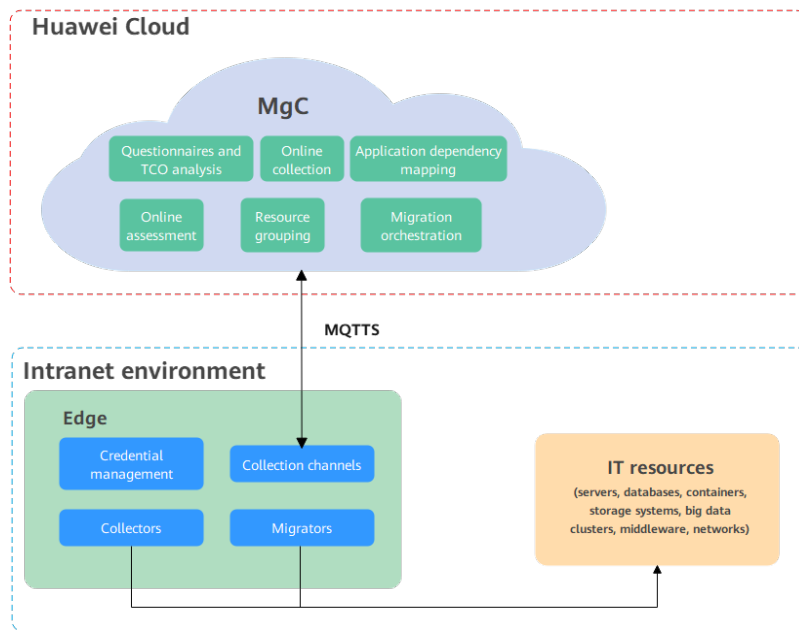 Huawei Cloud
MgC
Questionnaires and
TCO analysis
Online
collection
Application dependency
mapping
Online
assessment
Resource
grouping
Migration
orchestration
MQTTS
Intranet environment
Edge
Credential
management
Collection channels
Collectors
Migrators
IT resources
(servers, databases, containers,
storage systems, big data
clusters, middleware, networks)